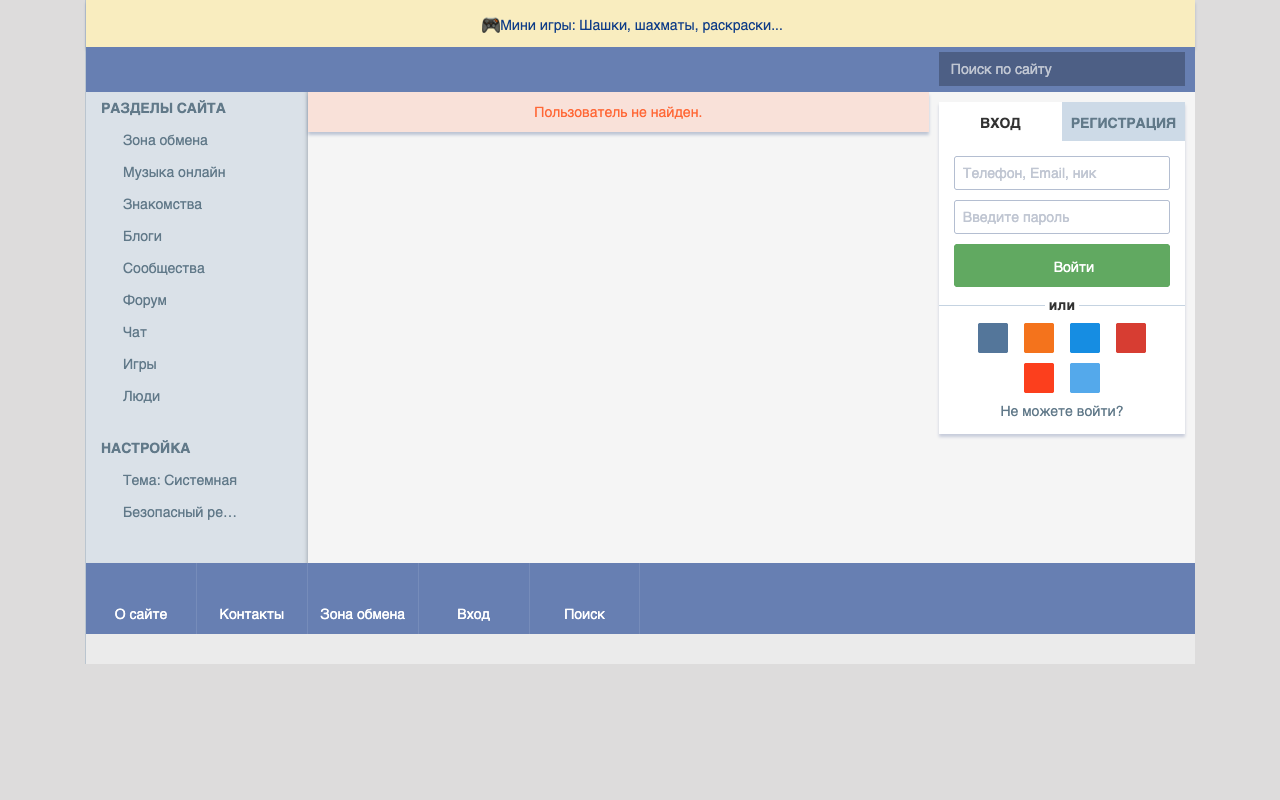 🎮Мини игры: Шашки, шахматы, раскраски...
Поиск по сайту
РАЗДЕЛЫ САЙТА
Зона обмена
Музыка онлайн
Знакомства
Блоги
Сообщества
Форум
Чат
Игры
Люди
НАСТРОЙКА
Тема: Системная
Безопасный ре…
Пользователь не найден.
ВХОД
РЕГИСТРАЦИЯ
Телефон, Email, ник
Введите пароль
Войти
или
Не можете войти?
О сайте
Контакты
Зона обмена
Вход
Поиск